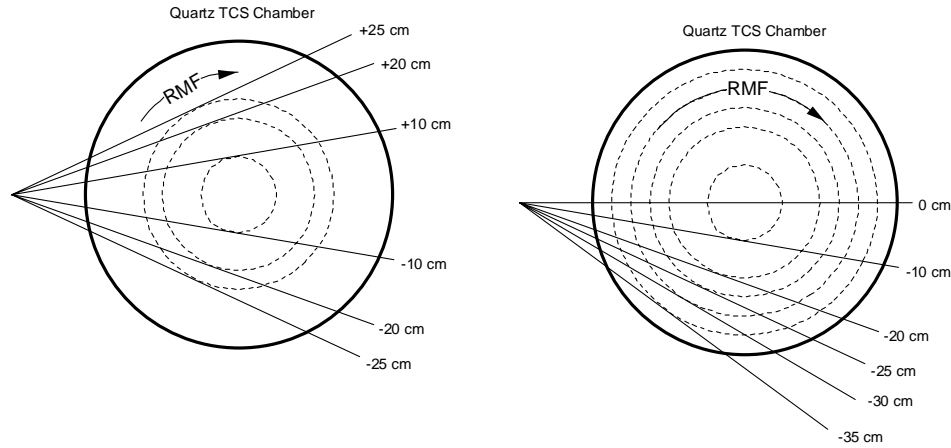 Quartz TCS Chamber
+25 cm
+20 cm
RMF
+10 cm
-10 cm
-20 cm
-25 cm
Quartz TCS Chamber
RMF
0 cm
-10 cm
-20 cm
-25 cm
-30 cm
-35 cm